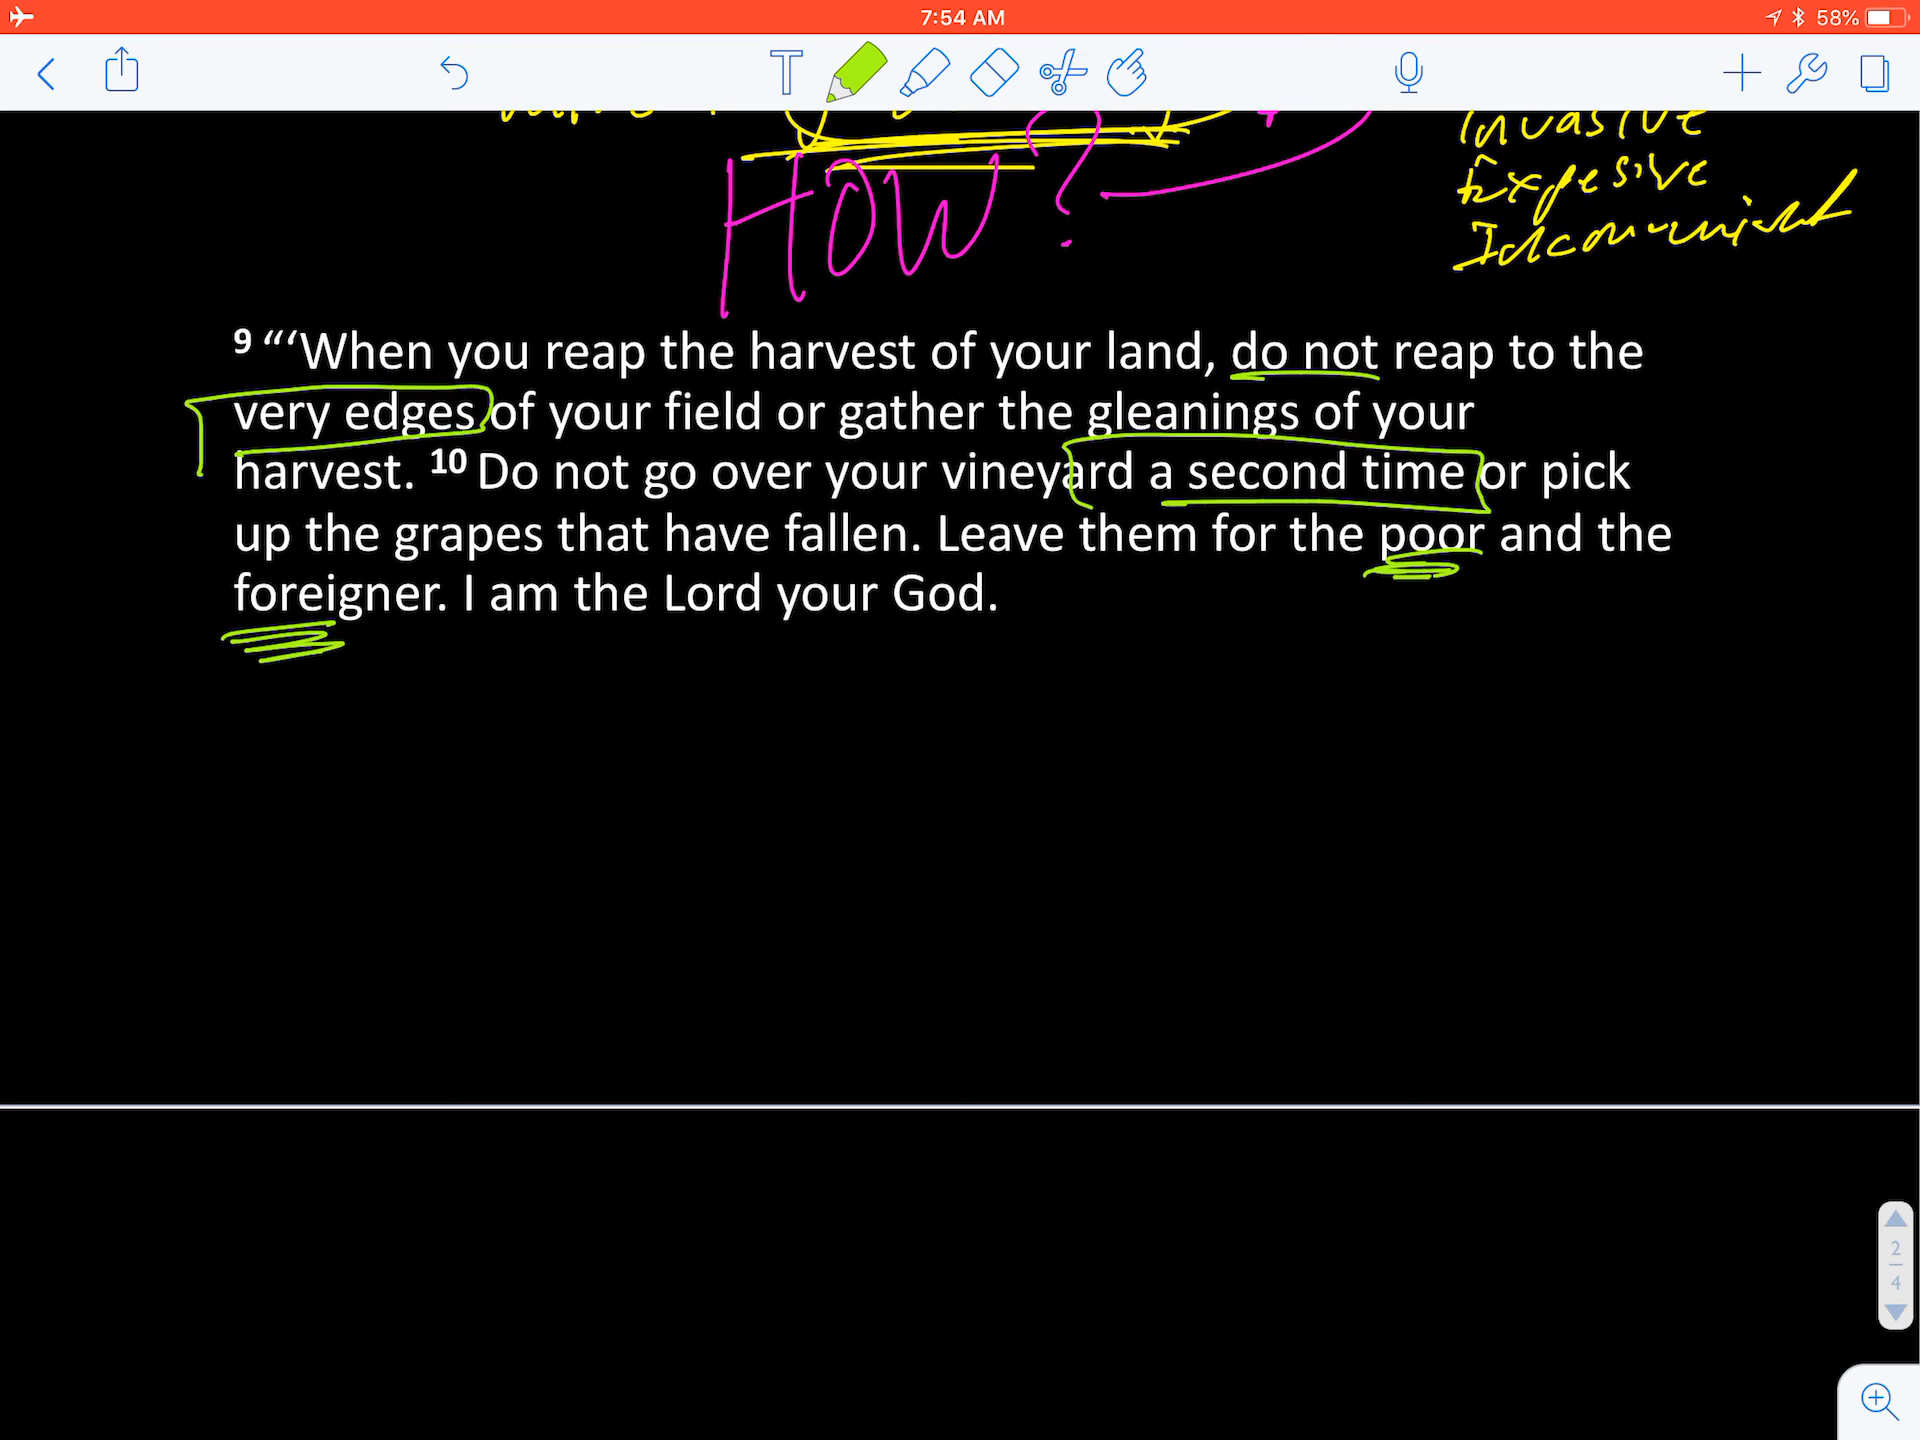 7:54 AM
58%
T
Invasive
Expesive
How?
9 “‘When you reap the harvest of your land, do not reap to the
very edges of your field or gather the gleanings of your
harvest. 10 Do not go over your vineyard a second time or pick
up the grapes that have fallen. Leave them for the poor and the
foreigner. I am the Lord your God.
2
4